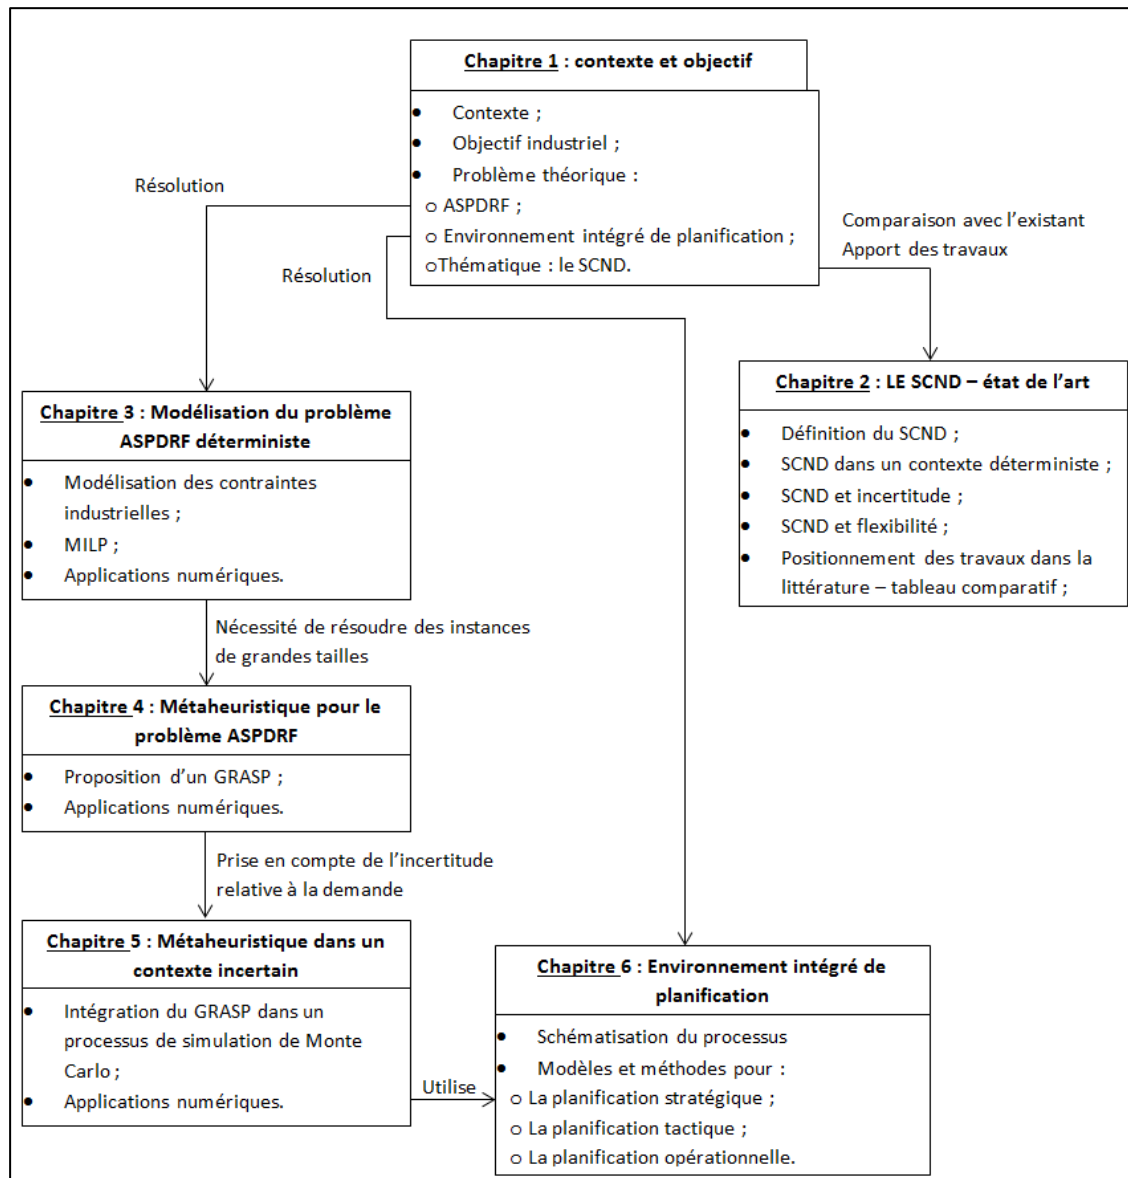 Chapitre 1 : contexte et objectif
● Contexte ;
● Objectif industriel ;
● Problème théorique :
o ASPDRF ;
o Environnement intégré de planification ;
oThématique : le SCND.
Résolution
Résolution
Comparaison avec l’existant
Apport des travaux
Chapitre 2 : LE SCND – état de l’art
● Définition du SCND ;
● SCND dans un contexte déterministe ;
● SCND et incertitude ;
● SCND et flexibilité ;
● Positionnement des travaux dans la
littérature – tableau comparatif ;
Chapitre 3 : Modélisation du problème
ASPDRF déterministe
● Modélisation des contraintes
industrielles ;
● MILP ;
● Applications numériques.
Nécessité de résoudre des instances
de grandes tailles
Chapitre 4 : Métaheuristique pour le
problème ASPDRF
● Proposition d’un GRASP ;
● Applications numériques.
Prise en compte de l’incertitude
relative à la demande
Chapitre 5 : Métaheuristique dans un
contexte incertain
● Intégration du GRASP dans un
processus de simulation de Monte
Carlo ;
● Applications numériques.
Utilise
Chapitre 6 : Environnement intégré de
planification
● Schématisation du processus
● Modèles et méthodes pour :
o La planification stratégique ;
o La planification tactique ;
o La planification opérationnelle.